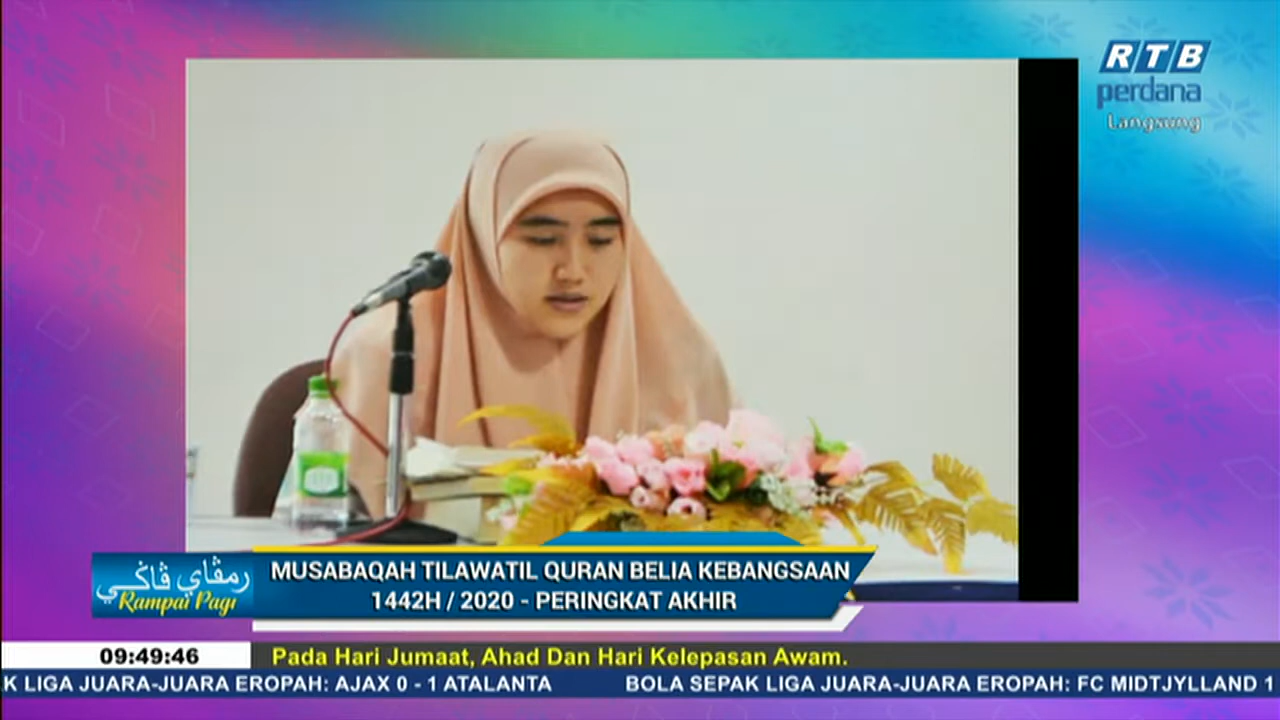 RTB
perdana
Langsung
رمڤاي ڤاݢي
Rampai Pagi
MUSABAQAH TILAWATIL QURAN BELIA KEBANGSAAN
1442H / 2020 - PERINGKAT AKHIR
09:49:46
Pada Hari Jumaat, Ahad Dan Hari Kelepasan Awam.
K LIGA JUARA-JUARA EROPAH: AJAX 0 - 1 ATALANTA BOLA SEPAK LIGA JUARA-JUARA EROPAH: FC MIDTJYLLAND 1